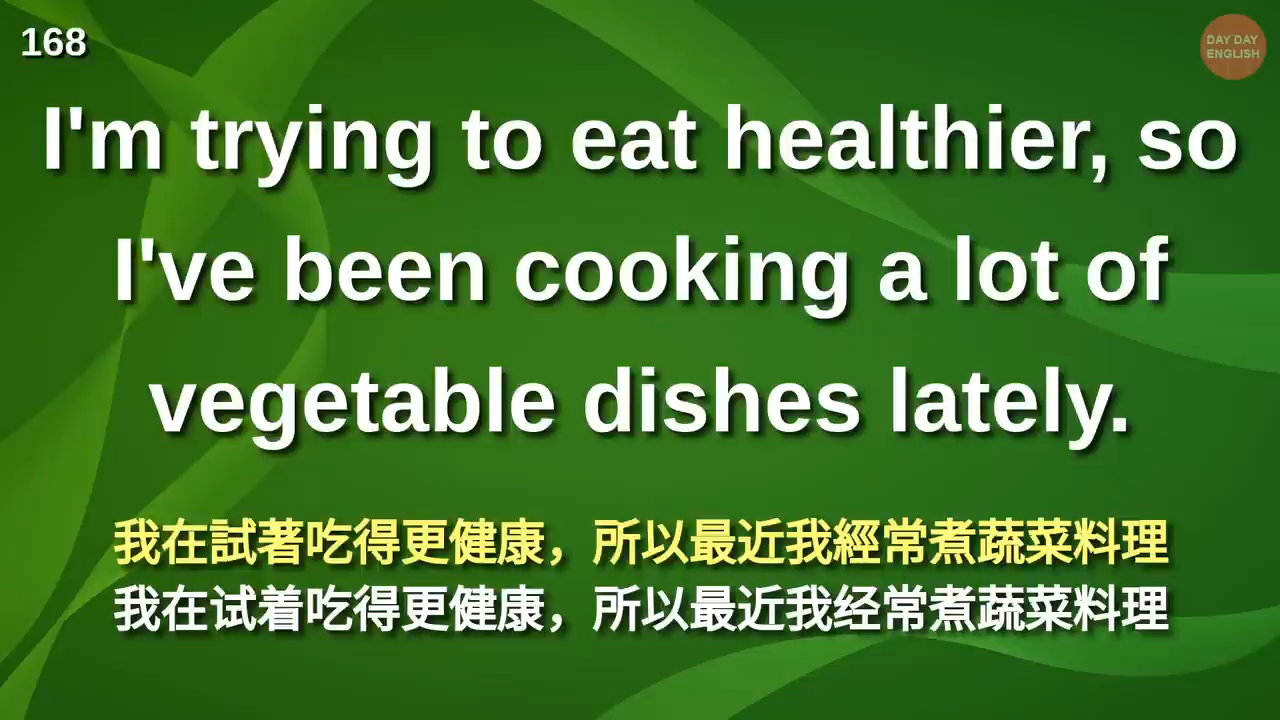 168
DAY DAY
ENGLISH
I'm trying to eat healthier, so
I've been cooking a lot of
vegetable dishes lately.
我在試著吃得更健康，所以最近我經常煮蔬菜料理
我在试着吃得更健康，所以最近我经常煮蔬菜料理